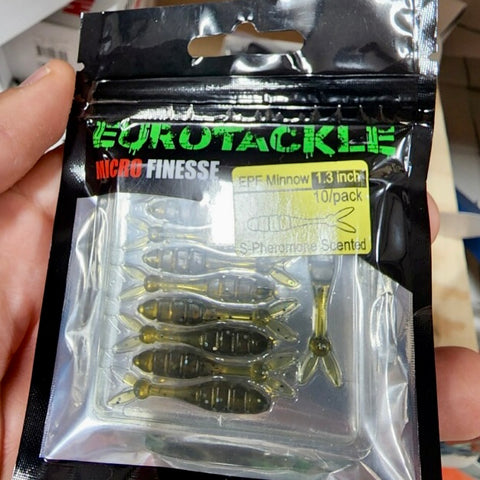 EUROTACKLE
MICRO FINESSE
EPF Minnow 1.3 inch
10/pack
S-Pheromone Scented